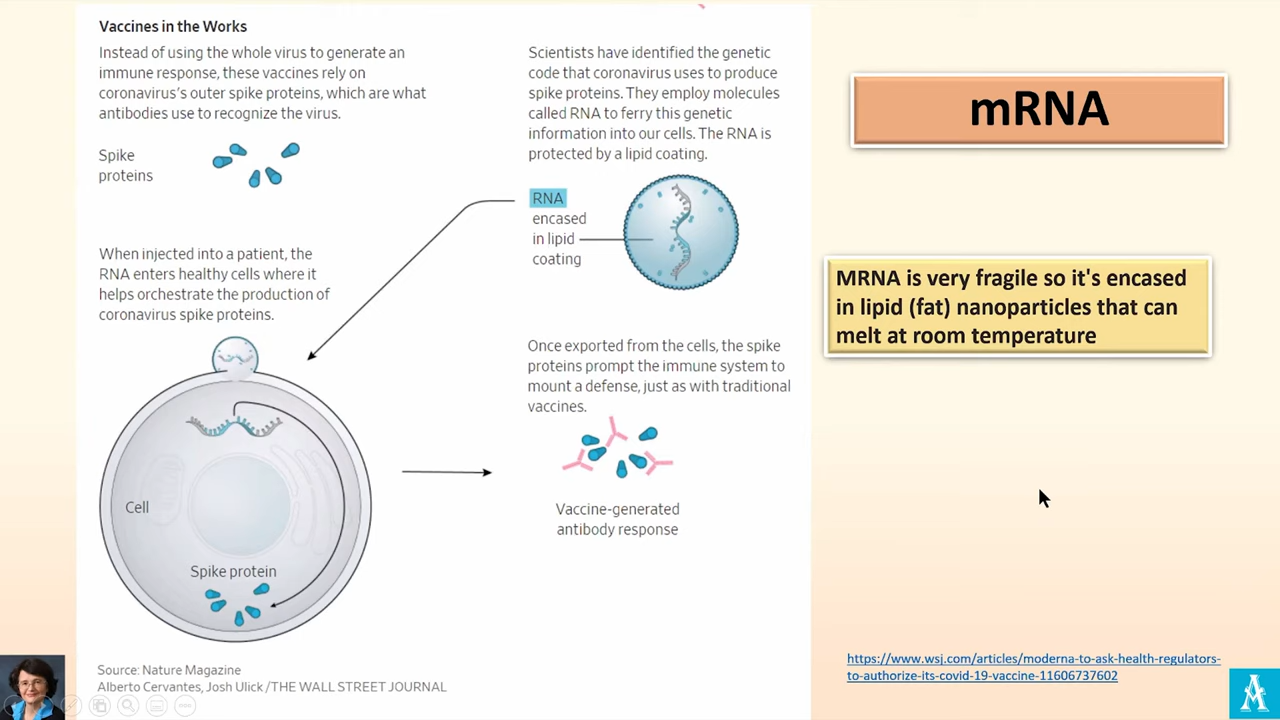 Vaccines in the Works
Instead of using the whole virus to generate an
immune response, these vaccines rely on
coronavirus's outer spike proteins, which are what
antibodies use to recognize the virus.
Spike
proteins
When injected into a patient, the
RNA enters healthy cells where it
helps orchestrate the production of
coronavirus spike proteins.
Cell
Spike protein
Scientists have identified the genetic
code that coronavirus uses to produce
spike proteins. They employ molecules
called RNA to ferry this genetic
information into our cells. The RNA is
protected by a lipid coating.
RNA
encased
in lipid
coating
Once exported from the cells, the spike
proteins prompt the immune system to
mount a defense, just as with traditional
vaccines.
Vaccine-generated
antibody response
Source: Nature Magazine
Alberto Cervantes, Josh Ulick/THE WALL STREET JOURNAL
mRNA
MRNA is very fragile so it's encased
in lipid (fat) nanoparticles that can
melt at room temperature
https://www.wsj.com/articles/moderna-to-ask-health-regulators-
to-authorize-its-covid-19-vaccine-11606737602
A